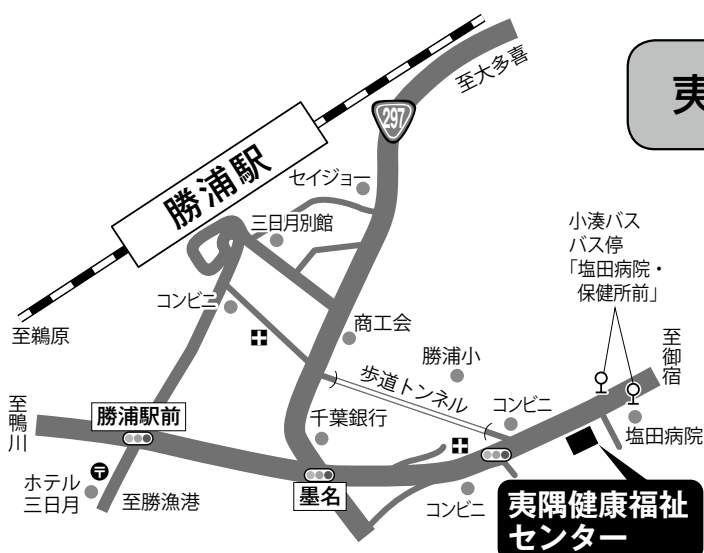 至大多喜
夷
297
勝浦駅
セイジョー
小湊バス
バス停
「塩田病院・
保健所前」
三日月別館
コンビニ
至鵜原
商工会
勝浦小
至御宿
歩道トンネル
至鴨川
勝浦駅前
千葉銀行
コンビニ
塩田病院
ホテル
三日月
〒
至勝漁港
墨名
コンビニ
夷隅健康福祉
センター